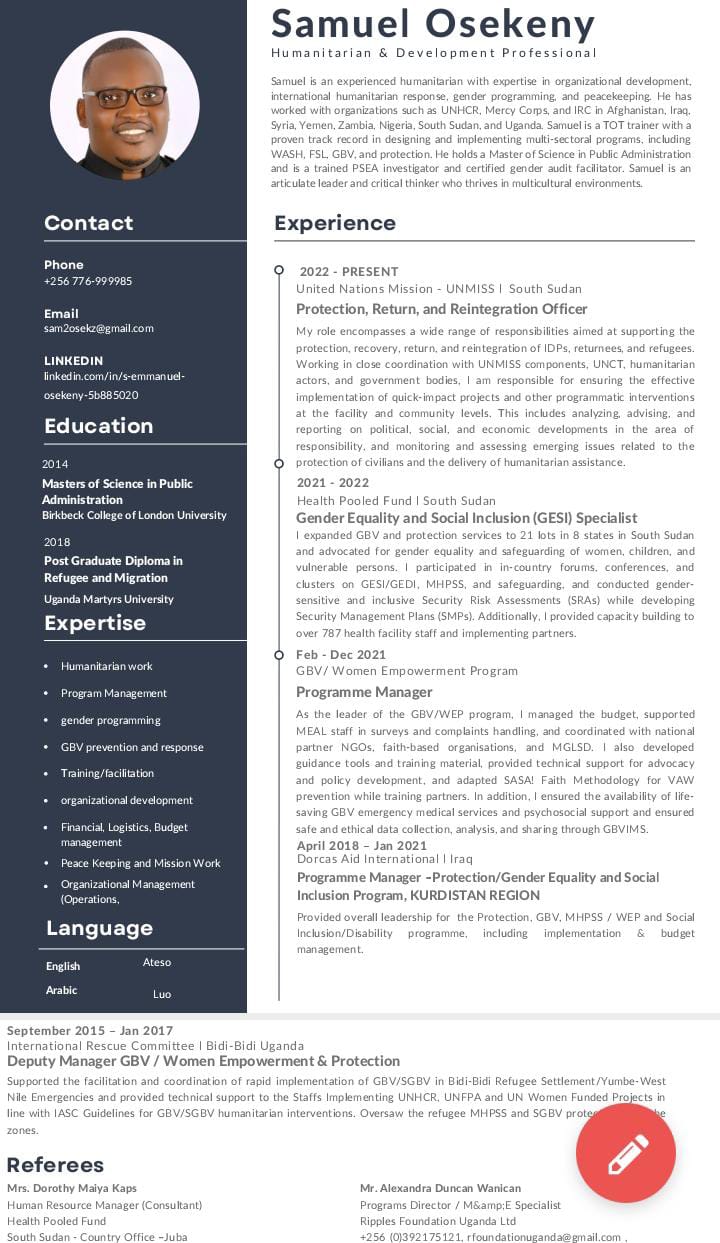 Samuel Osekeny
Humanitarian & Development Professional
Samuel is an experienced humanitarian with expertise in organizational development,
international humanitarian response, gender programming, and peacekeeping. He has
worked with organizations such as UNHCR, Mercy Corps, and IRC in Afghanistan, Iraq,
Syria, Yemen, Zambia, Nigeria, South Sudan, and Uganda. Samuel is a TOT trainer with a
proven track record in designing and implementing multi-sectoral programs, including
WASH, FSL, GBV, and protection. He holds a Master of Science in Public Administration
and is a trained PSEA investigator and certified gender audit facilitator. Samuel is an
articulate leader and critical thinker who thrives in multicultural environments.
Contact
Phone
+256 776-999985
Email
sam2osekz@gmail.com
LINKEDIN
linkedin.com/in/s-emmanuel-
osekeny-5b885020
Education
2014
Masters of Science in Public
Administration
Birkbeck College of London University
2018
Post Graduate Diploma in
Refugee and Migration
Uganda Martyrs University
Expertise
• Humanitarian work
• Program Management
• gender programming
• GBV prevention and response
• Training/facilitation
• organizational development
• Financial, Logistics, Budget
management
• Peace Keeping and Mission Work
• Organizational Management
(Operations,
Language
English Ateso
Arabic Luo
Experience
2022 - PRESENT
United Nations Mission - UNMISS l South Sudan
Protection, Return, and Reintegration Officer
My role encompasses a wide range of responsibilities aimed at supporting the
protection, recovery, return, and reintegration of IDPs, returnees, and refugees.
Working in close coordination with UNMISS components, UNCT, humanitarian
actors, and government bodies, I am responsible for ensuring the effective
implementation of quick-impact projects and other programmatic interventions
at the facility and community levels. This includes analyzing, advising, and
reporting on political, social, and economic developments in the area of
responsibility, and monitoring and assessing emerging issues related to the
protection of civilians and the delivery of humanitarian assistance.
2021 - 2022
Health Pooled Fund l South Sudan
Gender Equality and Social Inclusion (GESI) Specialist
I expanded GBV and protection services to 21 lots in 8 states in South Sudan
and advocated for gender equality and safeguarding of women, children, and
vulnerable persons. I participated in in-country forums, conferences, and
clusters on GESI/GEDI, MHPSS, and safeguarding, and conducted gender-
sensitive and inclusive Security Risk Assessments (SRAs) while developing
Security Management Plans (SMPs). Additionally, I provided capacity building to
over 787 health facility staff and implementing partners.
Feb - Dec 2021
GBV/ Women Empowerment Program
Programme Manager
As the leader of the GBV/WEP program, I managed the budget, supported
MEAL staff in surveys and complaints handling, and coordinated with national
partner NGOs, faith-based organisations, and MGLSD. I also developed
guidance tools and training material, provided technical support for advocacy
and policy development, and adapted SASA! Faith Methodology for VAW
prevention while training partners. In addition, I ensured the availability of life-
saving GBV emergency medical services and psychosocial support and ensured
safe and ethical data collection, analysis, and sharing through GBVIMS.
April 2018 – Jan 2021
Dorcas Aid International l Iraq
Programme Manager –Protection/Gender Equality and Social
Inclusion Program, KURDISTAN REGION
Provided overall leadership for the Protection, GBV, MHPSS / WEP and Social
Inclusion/Disability programme, including implementation & budget
management.
September 2015 – Jan 2017
International Rescue Committee l Bidi-Bidi Uganda
Deputy Manager GBV / Women Empowerment & Protection
Supported the facilitation and coordination of rapid implementation of GBV/SGBV in Bidi-Bidi Refugee Settlement/Yumbe-West
Nile Emergencies and provided technical support to the Staffs Implementing UNHCR, UNFPA and UN Women Funded Projects in
line with IASC Guidelines for GBV/SGBV humanitarian interventions. Oversaw the refugee MHPSS and SGBV
zones.
Referees
Mrs. Dorothy Maiya Kaps
Human Resource Manager (Consultant)
Health Pooled Fund
South Sudan - Country Office –Juba
Mr. Alexandra Duncan Wanican
Programs Director / M&amp;E Specialist
Ripples Foundation Uganda Ltd
+256 (0)392175121, rfoundationuganda@gmail.com ,